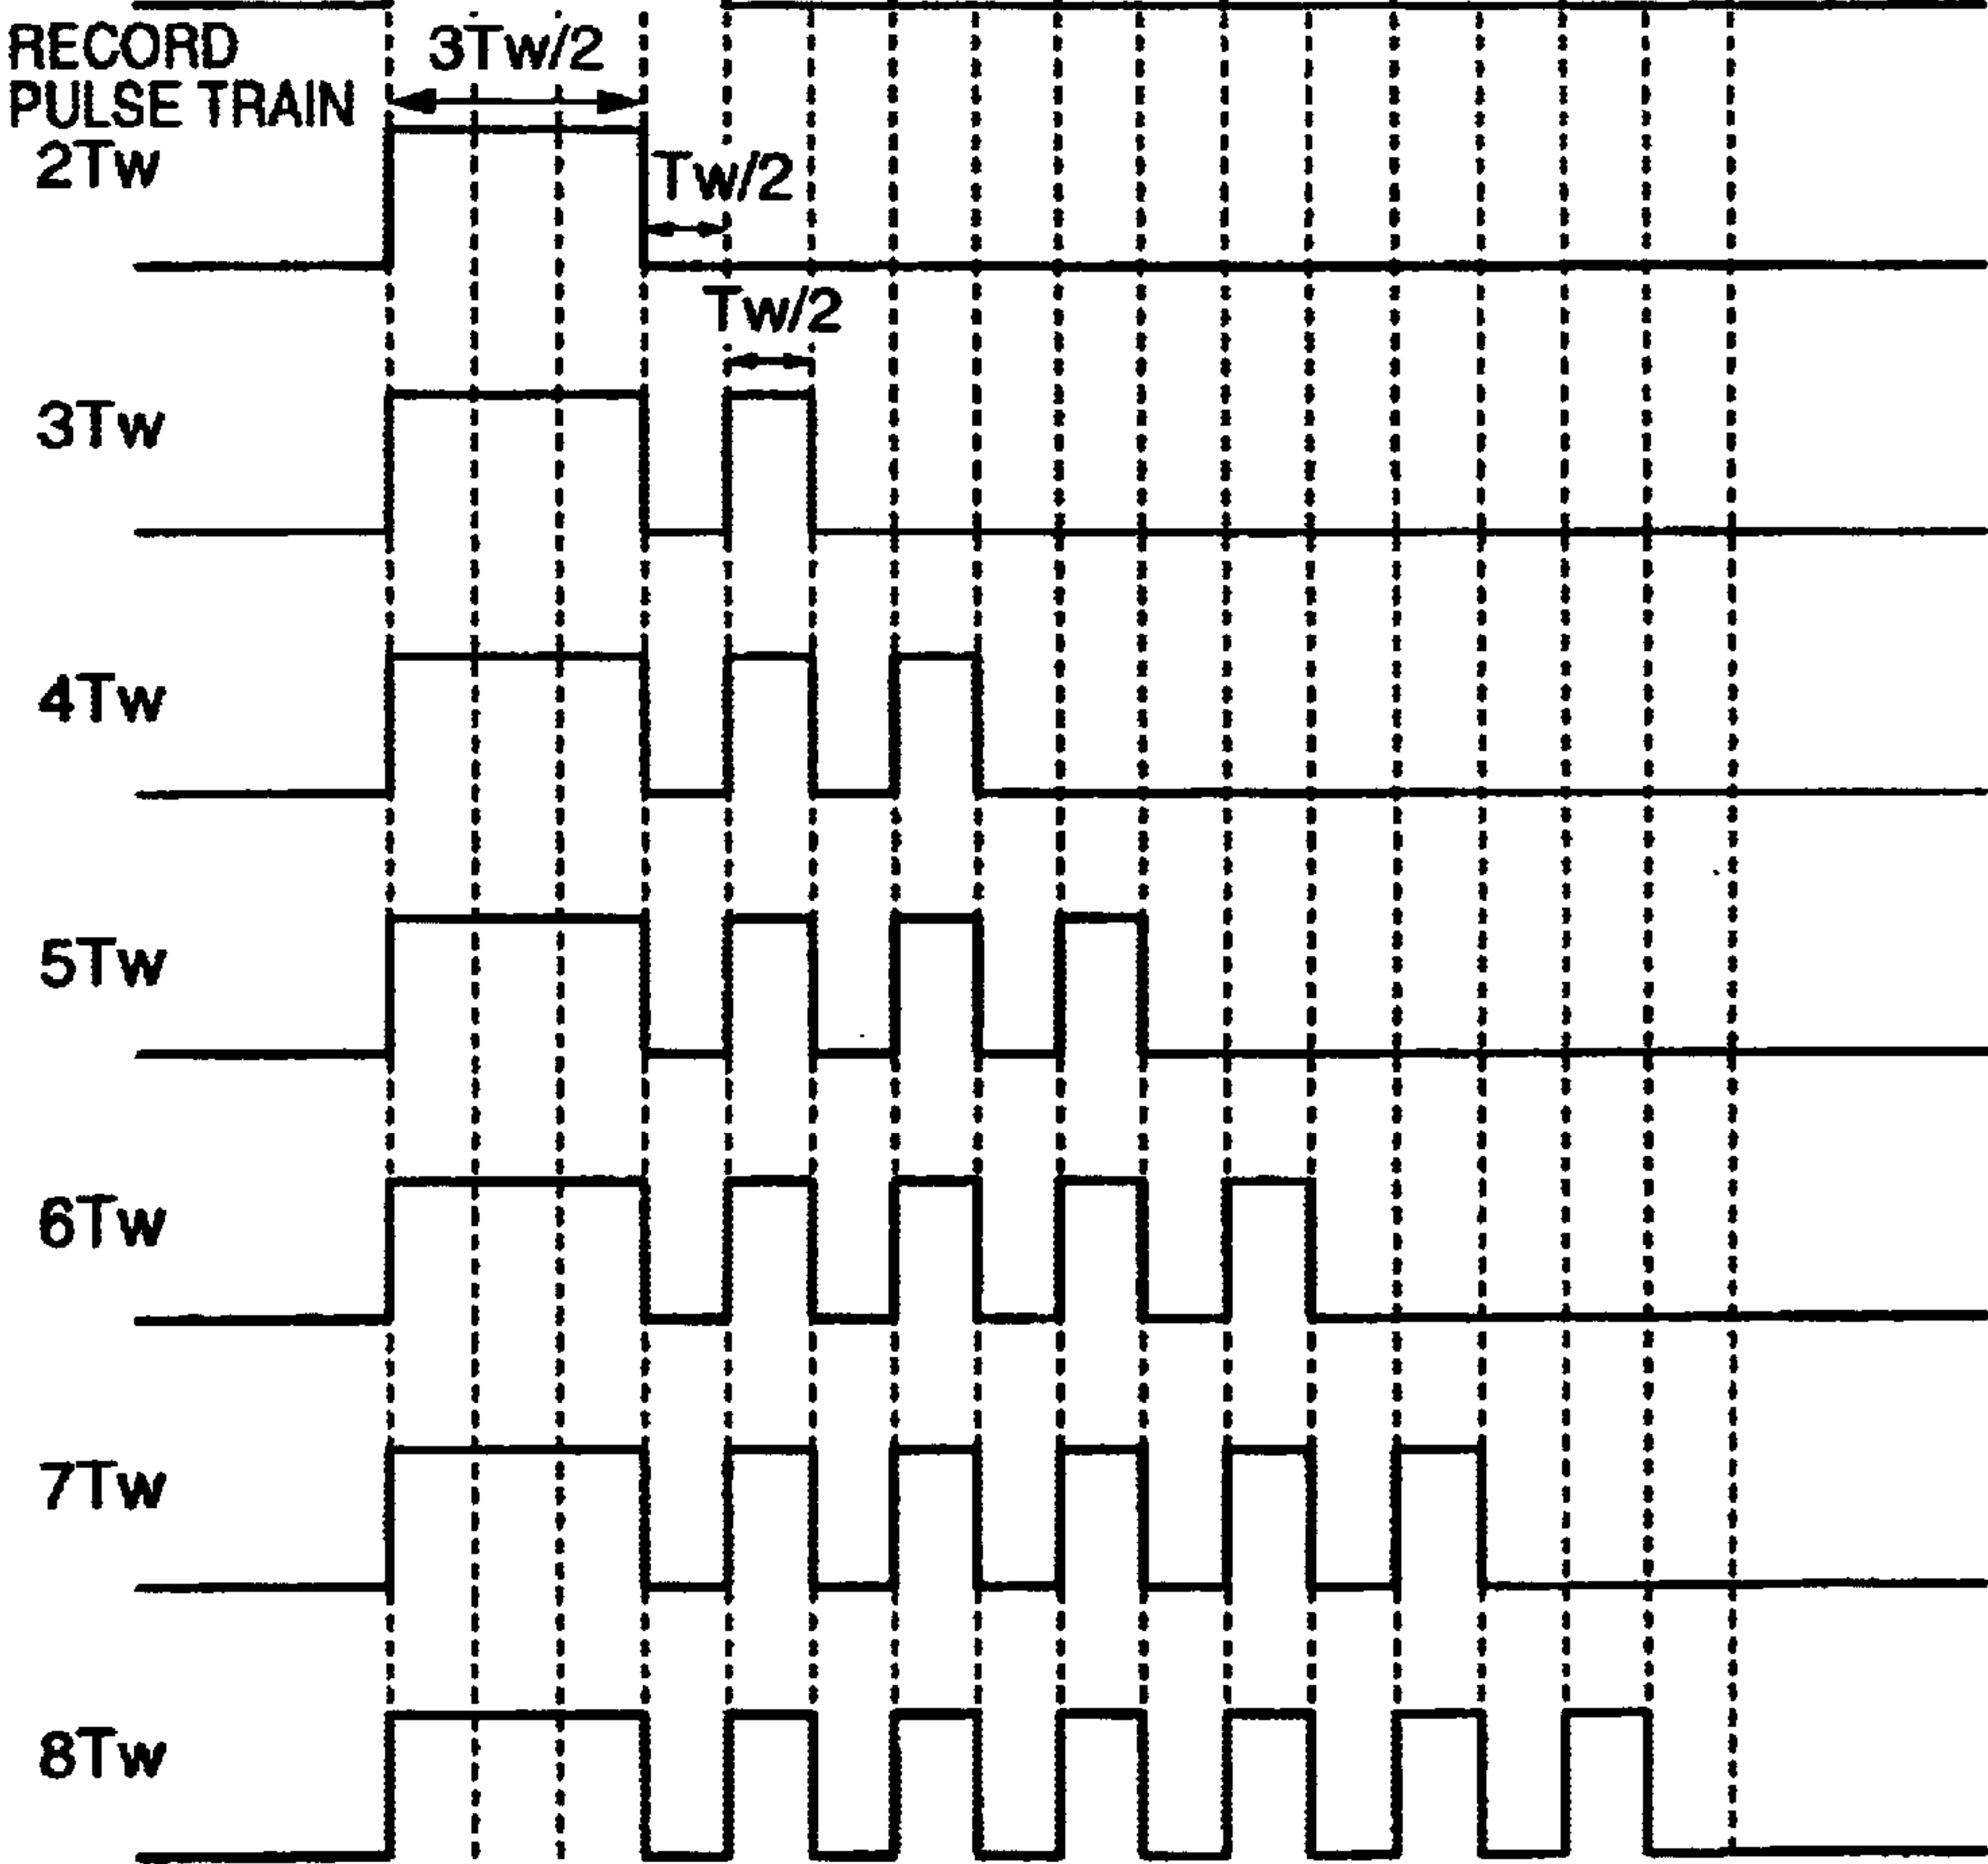 RECORD
PULSE TRAIN
2Tw
3Tw/2
Tw/2
Tw/2
3Tw
4Tw
5Tw
6Tw
7Tw
8Tw